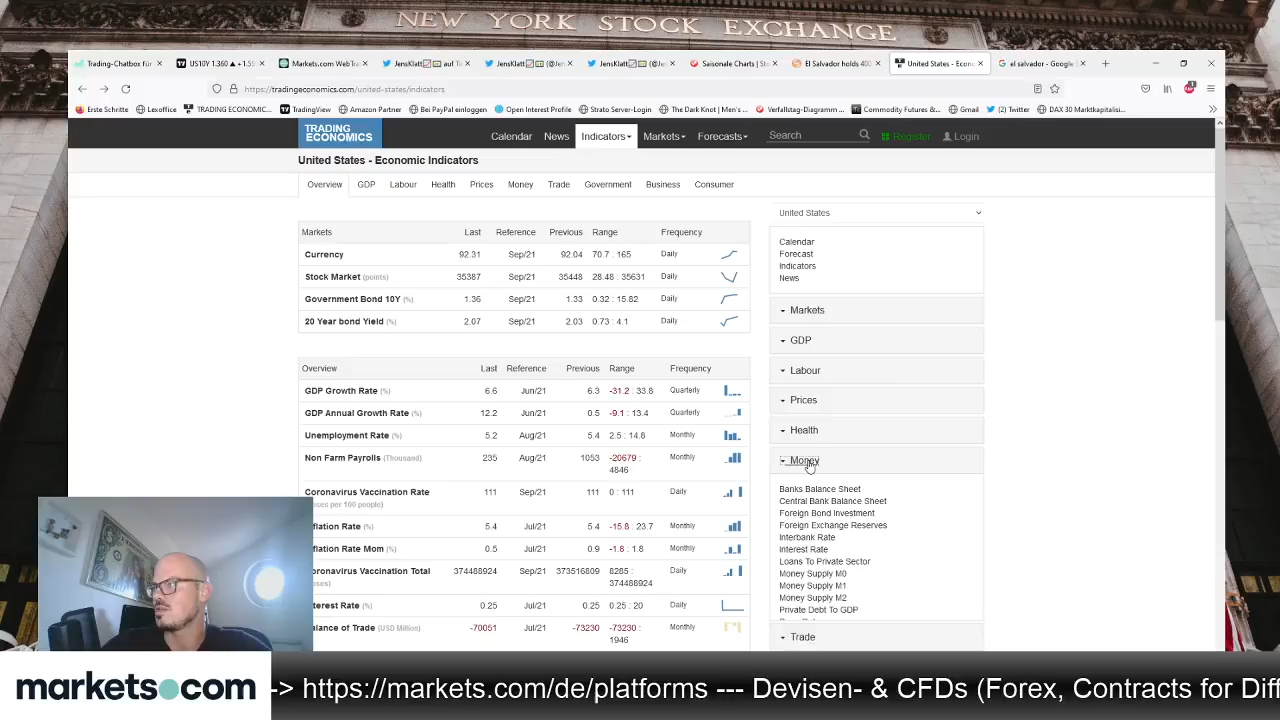 NEW YORK STOCK EXCHANGE
Trading-Chatbox für
US10Y 1.360 ▲ + 1.55
Markets.com WebTra
JensKlatt auf Tw
JensKlatt (@Jen
JensKlatt (@
Saisonale Charts | Sto
El Salvador holds 400
United States - Econo
el salvador - Google
https://tradingeconomics.com/united-states/indicators
Erste Schritte
Lexoffice
TRADING ECONOMIC...
TradingView
Amazon Partner
Bei PayPal einloggen
Open Interest Profile
Strato Server-Login
The Dark Knot | Men's ...
Verfallstag-Diagramm ...
Commodity Futures &...
Gmail
(2) Twitter
DAX 30 Marktkapitalisi...
TRADING
ECONOMICS
Calendar News Indicators Markets Forecasts Search Register Login
United States - Economic Indicators
Overview GDP Labour Health Prices Money Trade Government Business Consumer
Markets Last Reference Previous Range Frequency
Currency 92.31 Sep/21 92.04 70.7 : 165 Daily
Stock Market (points) 35387 Sep/21 35448 28.48 : 35631 Daily
Government Bond 10Y (%) 1.36 Sep/21 1.33 0.32 : 15.82 Daily
20 Year bond Yield (%) 2.07 Sep/21 2.03 0.73 : 4.1 Daily
Overview Last Reference Previous Range Frequency
GDP Growth Rate (%) 6.6 Jun/21 6.3 -31.2 : 33.8 Quarterly
GDP Annual Growth Rate (%) 12.2 Jun/21 0.5 -9.1 : 13.4 Quarterly
Unemployment Rate (%) 5.2 Aug/21 5.4 2.5 : 14.8 Monthly
Non Farm Payrolls (Thousand) 235 Aug/21 1053 -20679 : Monthly
4846
Coronavirus Vaccination Rate 111 Sep/21 111 0 : 111 Daily
oses per 100 people)
flation Rate (%) 5.4 Jul/21 5.4 -15.8 : 23.7 Monthly
flation Rate Mom (%) 0.5 Jul/21 0.9 -1.8 : 1.8 Monthly
oronavirus Vaccination Total 374488924 Sep/21 373516809 8285 : Daily
oses) 374488924
terest Rate (%) 0.25 Jul/21 0.25 0.25 : 20 Daily
alance of Trade (USD Million) -70051 Jul/21 -73230 -73230 : Monthly
1946
United States
Calendar
Forecast
Indicators
News
Markets
GDP
Labour
Prices
Health
Money
Banks Balance Sheet
Central Bank Balance Sheet
Foreign Bond Investment
Foreign Exchange Reserves
Interbank Rate
Interest Rate
Loans To Private Sector
Money Supply M0
Money Supply M1
Money Supply M2
Private Debt To GDP
Trade
markets.com
-> https://markets.com/de/platforms --- Devisen- & CFDs (Forex, Contracts for Diff